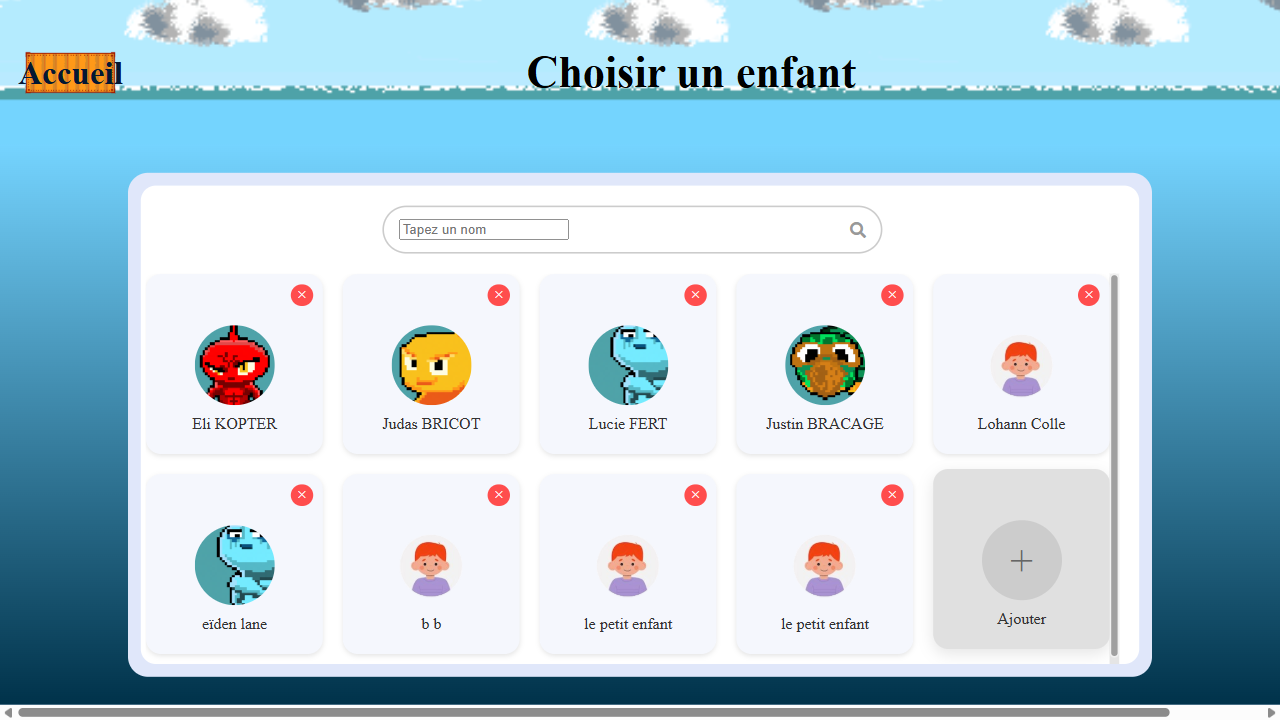 Accueil
Choisir un enfant
Tapez un nom
Eli KOPTER
Judas BRICOT
Lucie FERT
Justin BRACAGE
Lohann Colle
eïden lane
b b
le petit enfant
le petit enfant
Ajouter